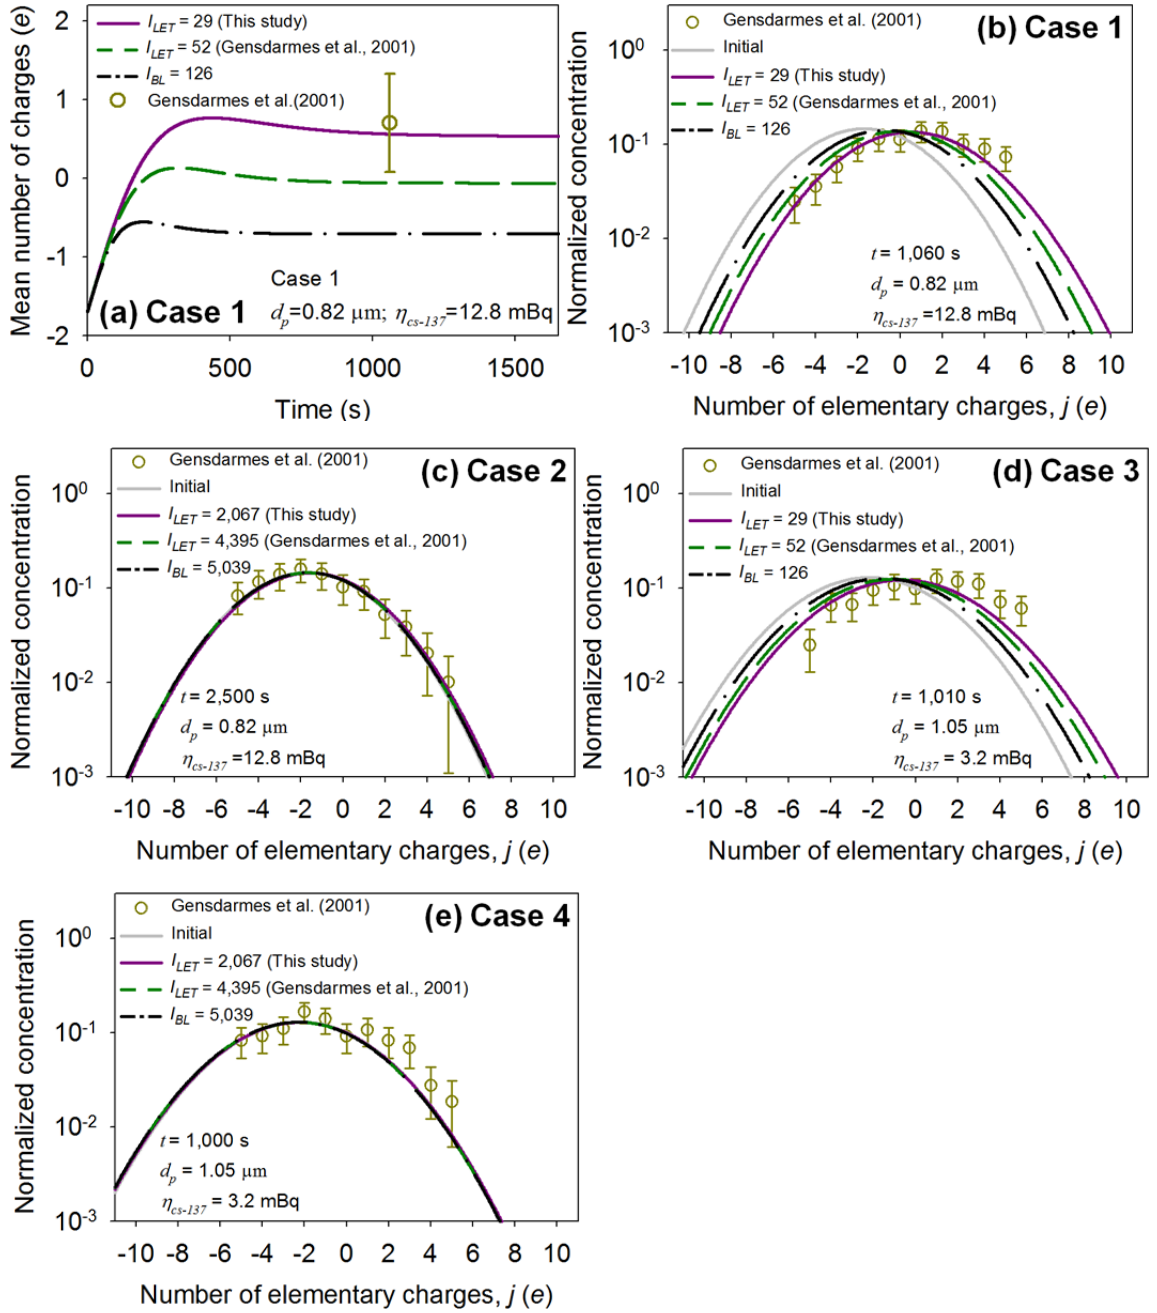 Mean number of charges (e)
2
1
0
-1
-2
I_LET = 29 (This study)
I_LET = 52 (Gensdarmes et al., 2001)
I_BL = 126
Gensdarmes et al.(2001)
Case 1
(a) Case 1
d_p=0.82 µm; η_cs-137=12.8 mBq
0 500 1000 1500
Time (s)
Normalized concentration
10^0
10^-1
10^-2
10^-3
Gensdarmes et al. (2001)
(b) Case 1
Initial
I_LET = 29 (This study)
I_LET = 52 (Gensdarmes et al., 2001)
I_BL = 126
t = 1,060 s
d_p = 0.82 µm
η_cs-137 =12.8 mBq
-10 -8 -6 -4 -2 0 2 4 6 8 10
Number of elementary charges, j (e)
Normalized concentration
10^0
10^-1
10^-2
10^-3
Gensdarmes et al. (2001)
(c) Case 2
Initial
I_LET = 2,067 (This study)
I_LET = 4,395 (Gensdarmes et al., 2001)
I_BL = 5,039
t = 2,500 s
d_p = 0.82 µm
η_cs-137 =12.8 mBq
-10 -8 -6 -4 -2 0 2 4 6 8 10
Number of elementary charges, j (e)
Normalized concentration
10^0
10^-1
10^-2
10^-3
Gensdarmes et al. (2001)
(d) Case 3
Initial
I_LET = 29 (This study)
I_LET = 52 (Gensdarmes et al., 2001)
I_BL = 126
t = 1,010 s
d_p = 1.05 µm
η_cs-137 = 3.2 mBq
-10 -8 -6 -4 -2 0 2 4 6 8 10
Number of elementary charges, j (e)
Normalized concentration
10^0
10^-1
10^-2
10^-3
Gensdarmes et al. (2001)
(e) Case 4
Initial
I_LET = 2,067 (This study)
I_LET = 4,395 (Gensdarmes et al., 2001)
I_BL = 5,039
t = 1,000 s
d_p = 1.05 µm
η_cs-137 = 3.2 mBq
-10 -8 -6 -4 -2 0 2 4 6 8 10
Number of elementary charges, j (e)